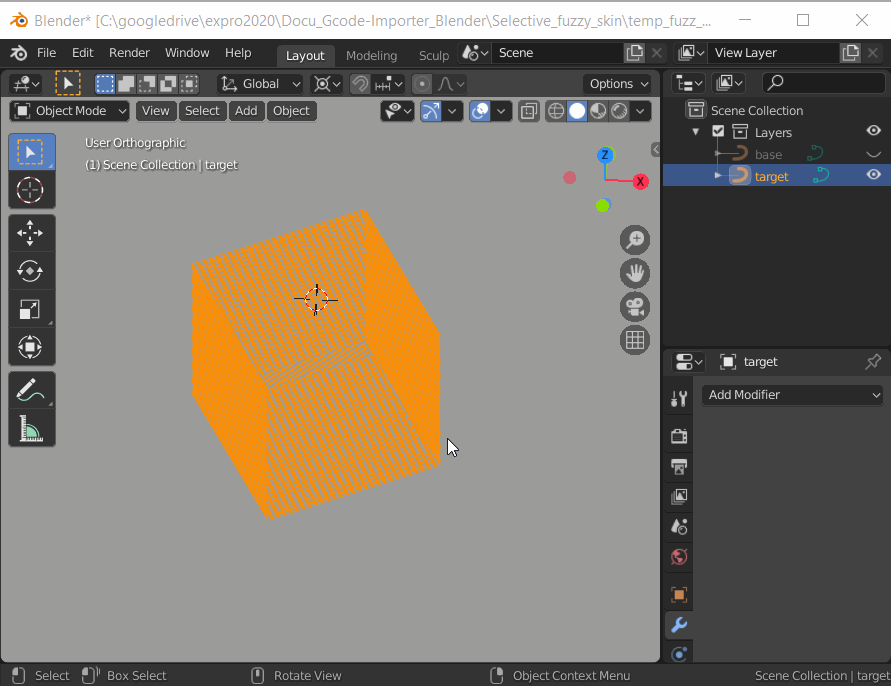 Blender* [C:\googledrive\expro2020\Docu_Gcode-Importer_Blender\Selective_fuzzy_skin\temp_fuzz_...
File Edit Render Window Help Layout Modeling Sculp Scene View Layer
Global Options
Object Mode View Select Add Object
User Orthographic
(1) Scene Collection | target
Z
X
Scene Collection
Layers
base
target
target
Add Modifier
Select Box Select Rotate View Object Context Menu Scene Collection | target